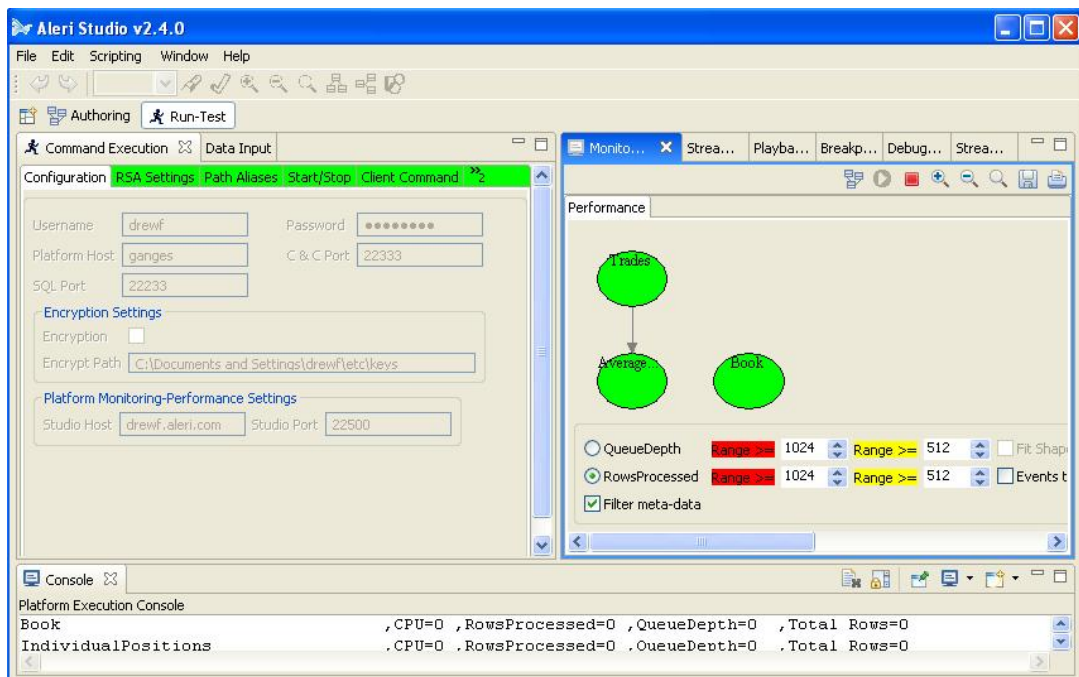 Aleri Studio v2.4.0
File Edit Scripting Window Help
Authoring Run-Test
Command Execution Data Input
Configuration RSA Settings Path Aliases Start/Stop Client Command »2
Username drewf Password ●●●●●●●●
Platform Host ganges C & C Port 22333
SQL Port 22233
Encryption Settings
Encryption
Encrypt Path C:\Documents and Settings\drewf\etc\keys
Platform Monitoring-Performance Settings
Studio Host drewf.aleri.com Studio Port 22500
Monito... Strea... Playba... Breakp... Debug... Strea...
Performance
Trades
Average... Book
QueueDepth Range >= 1024 Range >= 512 Fit Shap
RowsProcessed Range >= 1024 Range >= 512 Events t
Filter meta-data
Console
Platform Execution Console
Book ,CPU=0 ,RowsProcessed=0 ,QueueDepth=0 ,Total Rows=0
IndividualPositions ,CPU=0 ,RowsProcessed=0 ,QueueDepth=0 ,Total Rows=0